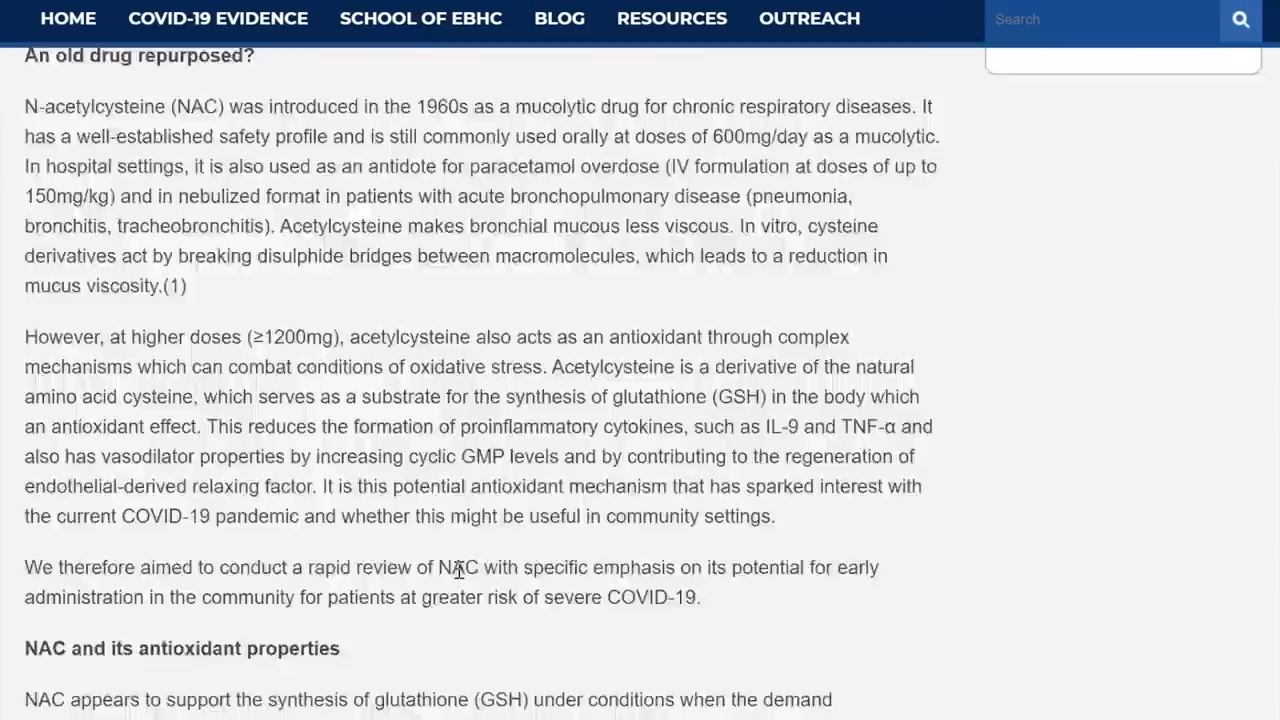 HOME COVID-19 EVIDENCE SCHOOL OF EBHC BLOG RESOURCES OUTREACH Search
An old drug repurposed?
N-acetylcysteine (NAC) was introduced in the 1960s as a mucolytic drug for chronic respiratory diseases. It
has a well-established safety profile and is still commonly used orally at doses of 600mg/day as a mucolytic.
In hospital settings, it is also used as an antidote for paracetamol overdose (IV formulation at doses of up to
150mg/kg) and in nebulized format in patients with acute bronchopulmonary disease (pneumonia,
bronchitis, tracheobronchitis). Acetylcysteine makes bronchial mucous less viscous. In vitro, cysteine
derivatives act by breaking disulphide bridges between macromolecules, which leads to a reduction in
mucus viscosity.(1)
However, at higher doses (≥1200mg), acetylcysteine also acts as an antioxidant through complex
mechanisms which can combat conditions of oxidative stress. Acetylcysteine is a derivative of the natural
amino acid cysteine, which serves as a substrate for the synthesis of glutathione (GSH) in the body which
an antioxidant effect. This reduces the formation of proinflammatory cytokines, such as IL-9 and TNF-α and
also has vasodilator properties by increasing cyclic GMP levels and by contributing to the regeneration of
endothelial-derived relaxing factor. It is this potential antioxidant mechanism that has sparked interest with
the current COVID-19 pandemic and whether this might be useful in community settings.
We therefore aimed to conduct a rapid review of NAC with specific emphasis on its potential for early
administration in the community for patients at greater risk of severe COVID-19.
NAC and its antioxidant properties
NAC appears to support the synthesis of glutathione (GSH) under conditions when the demand